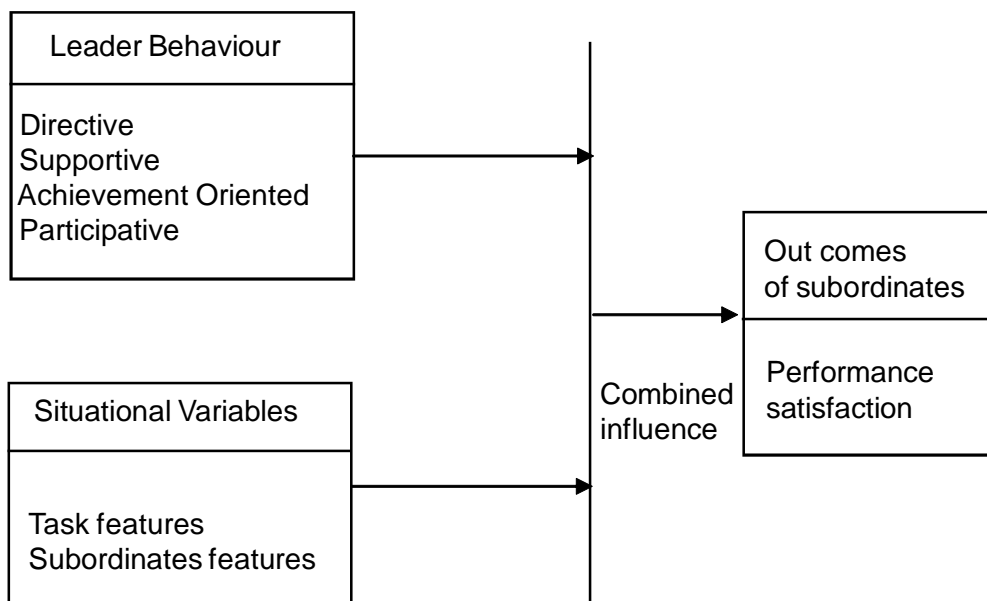 Leader Behaviour
Directive
Supportive
Achievement Oriented
Participative
Situational Variables
Task features
Subordinates features
Combined
influence
Out comes
of subordinates
Performance
satisfaction